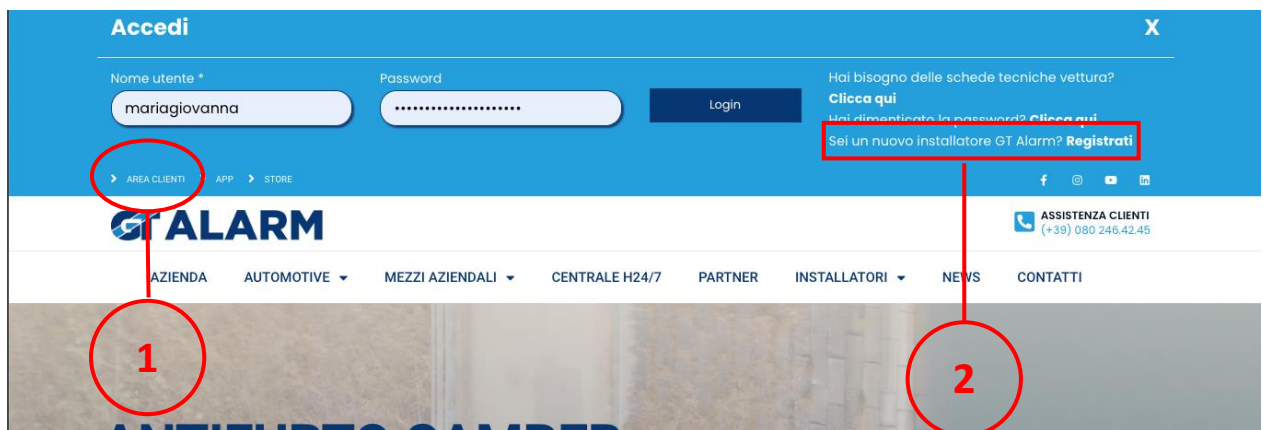 Accedi
X
Nome utente *
Password
mariagiovanna
•••••••••••••••••••••
Login
Hai bisogno delle schede tecniche vettura?
Clicca qui
Hai dimenticato la password? Clicca qui
Sei un nuovo installatore GT Alarm? Registrati
AREA CLIENTI
APP
STORE
GT ALARM
ASSISTENZA CLIENTI
(+39) 080 246.42.45
AZIENDA AUTOMOTIVE MEZZI AZIENDALI CENTRALE H24/7 PARTNER INSTALLATORI NEWS CONTATTI
1
2
ANTIFURTO CAMPER